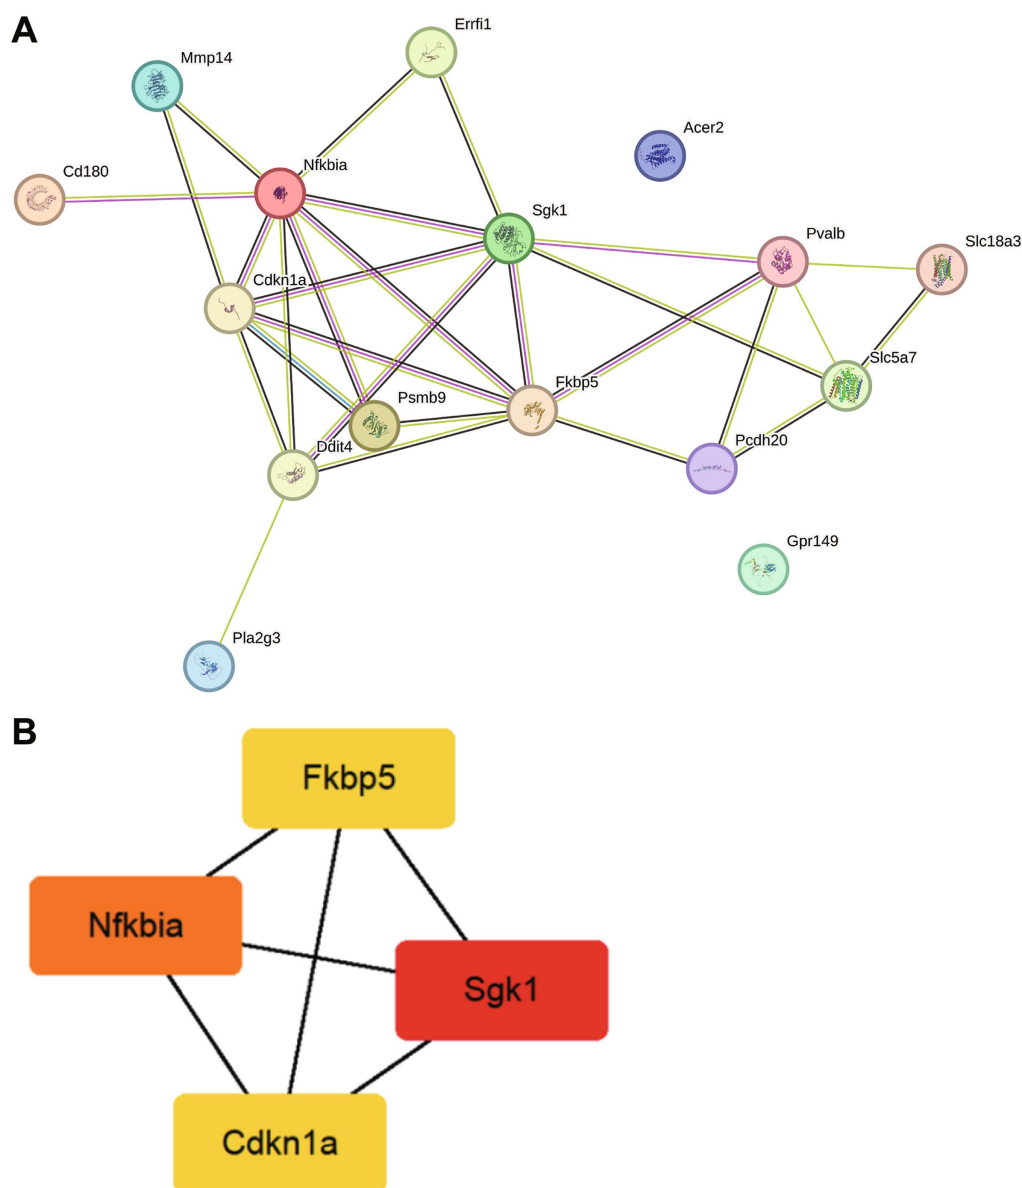 A
Errfi1
Mmp14
Acer2
Nfkbia
Cd180
Sgk1
Pvalb
Slc18a3
Cdkn1a
Slc5a7
Fkbp5
Psmb9
Pcdh20
Ddit4
Gpr149
Pla2g3
B
Fkbp5
Nfkbia
Sgk1
Cdkn1a